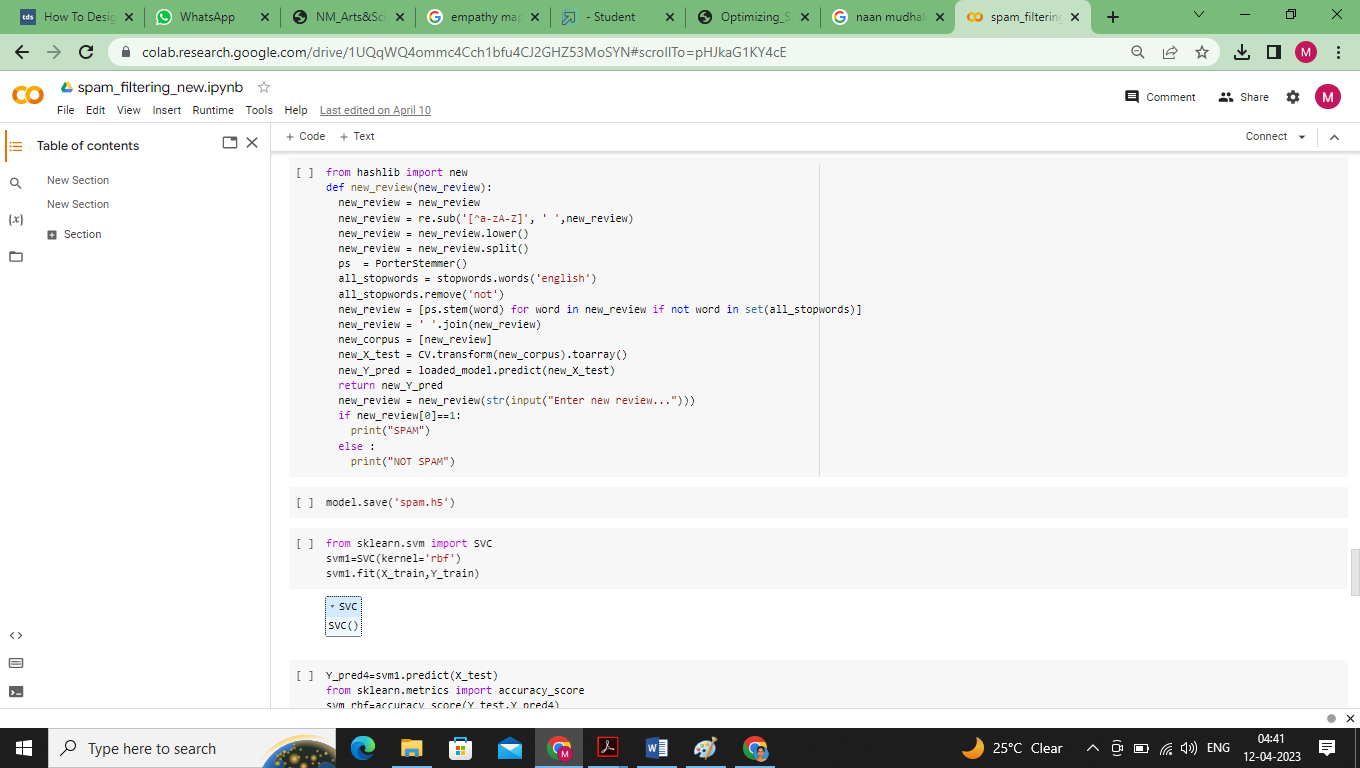 tds How To Desig
WhatsApp
NM_Arts&Sci
empathy map
- Student
Optimizing_S
naan mudhal
spam_filtering
colab.research.google.com/drive/1UQqWQ4ommc4Cch1bfu4CJ2GHZ53MoSYN#scrollTo=pHJkaG1KY4cE
M
spam_filtering_new.ipynb
File Edit View Insert Runtime Tools Help Last edited on April 10
Comment Share M
+ Code + Text
Connect
Table of contents
New Section
New Section
Section
{x}
[ ] from hashlib import new
def new_review(new_review):
new_review = new_review
new_review = re.sub('[^a-zA-Z]', ' ',new_review)
new_review = new_review.lower()
new_review = new_review.split()
ps  = PorterStemmer()
all_stopwords = stopwords.words('english')
all_stopwords.remove('not')
new_review = [ps.stem(word) for word in new_review if not word in set(all_stopwords)]
new_review = ' '.join(new_review)
new_corpus = [new_review]
new_X_test = CV.transform(new_corpus).toarray()
new_Y_pred = loaded_model.predict(new_X_test)
return new_Y_pred
new_review = new_review(str(input("Enter new review...")))
if new_review[0]==1:
print("SPAM")
else :
print("NOT SPAM")
[ ] model.save('spam.h5')
[ ] from sklearn.svm import SVC
svm1=SVC(kernel='rbf')
svm1.fit(X_train,Y_train)
SVC
SVC()
[ ] Y_pred4=svm1.predict(X_test)
from sklearn.metrics import accuracy_score
svm_rbf=accuracy_score(Y_test,Y_pred4)
Type here to search
25°C Clear
ENG
04:41
12-04-2023